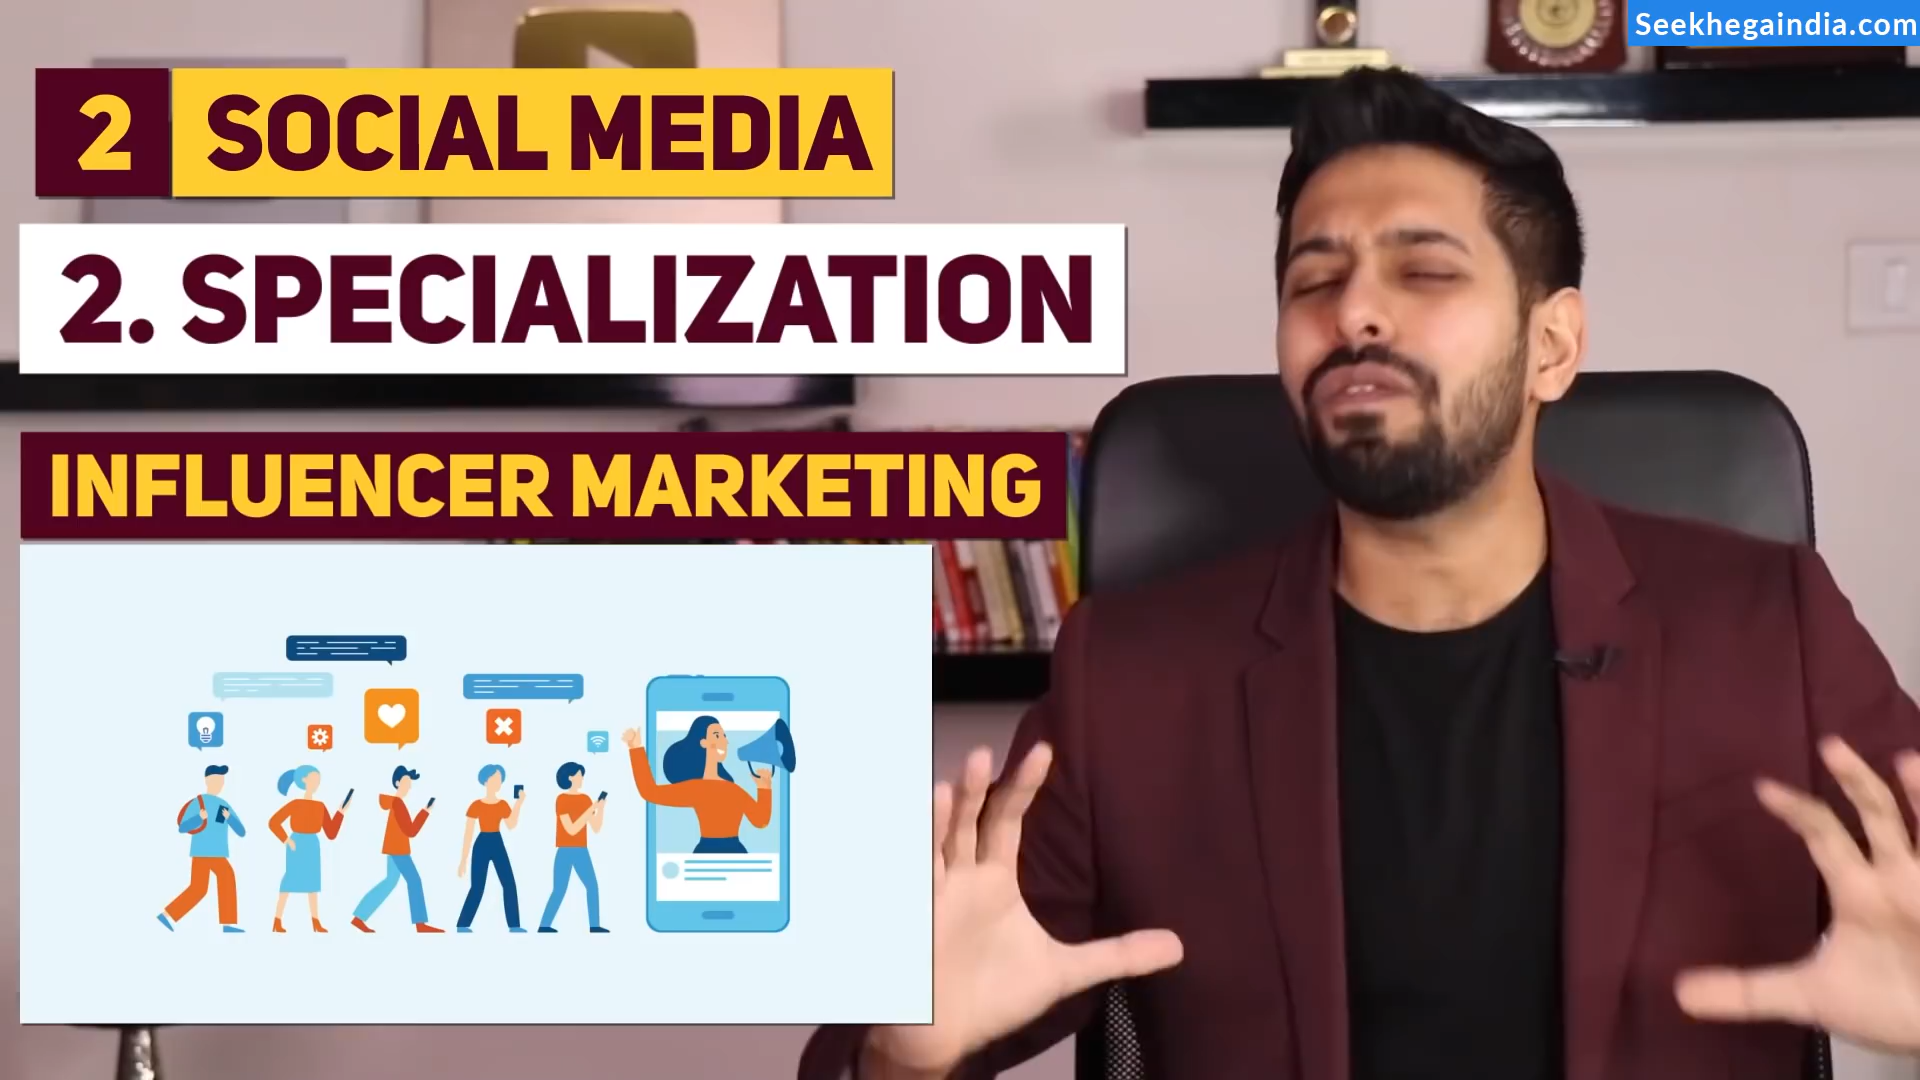 Seekhegaindia.com
2 SOCIAL MEDIA
2. SPECIALIZATION
INFLUENCER MARKETING